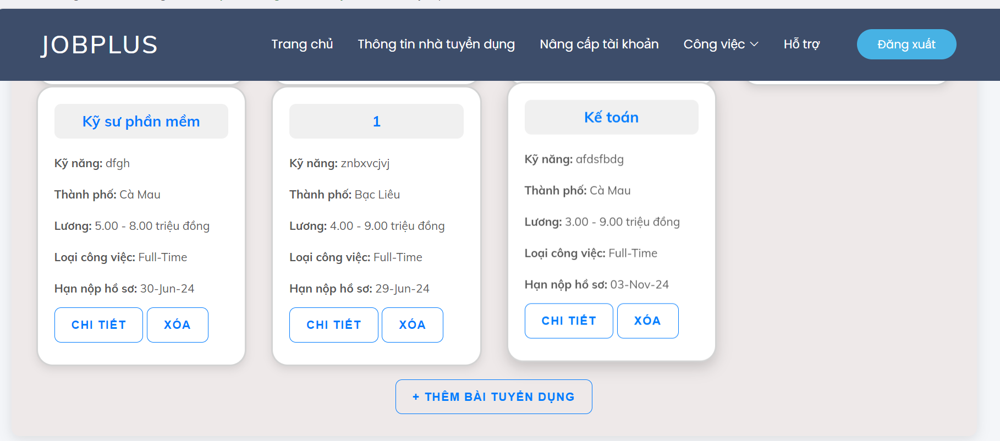 JOBPLUS
Trang chủ
Thông tin nhà tuyển dụng
Nâng cấp tài khoản
Công việc
Hỗ trợ
Đăng xuất
Kỹ sư phần mềm
Kỹ năng: dfgh
Thành phố: Cà Mau
Lương: 5.00 - 8.00 triệu đồng
Loại công việc: Full-Time
Hạn nộp hồ sơ: 30-Jun-24
CHI TIẾT
XÓA
1
Kỹ năng: znbxvcjvj
Thành phố: Bạc Liêu
Lương: 4.00 - 9.00 triệu đồng
Loại công việc: Full-Time
Hạn nộp hồ sơ: 29-Jun-24
CHI TIẾT
XÓA
Kế toán
Kỹ năng: afdsfbdg
Thành phố: Cà Mau
Lương: 3.00 - 9.00 triệu đồng
Loại công việc: Full-Time
Hạn nộp hồ sơ: 03-Nov-24
CHI TIẾT
XÓA
+ THÊM BÀI TUYỂN DỤNG